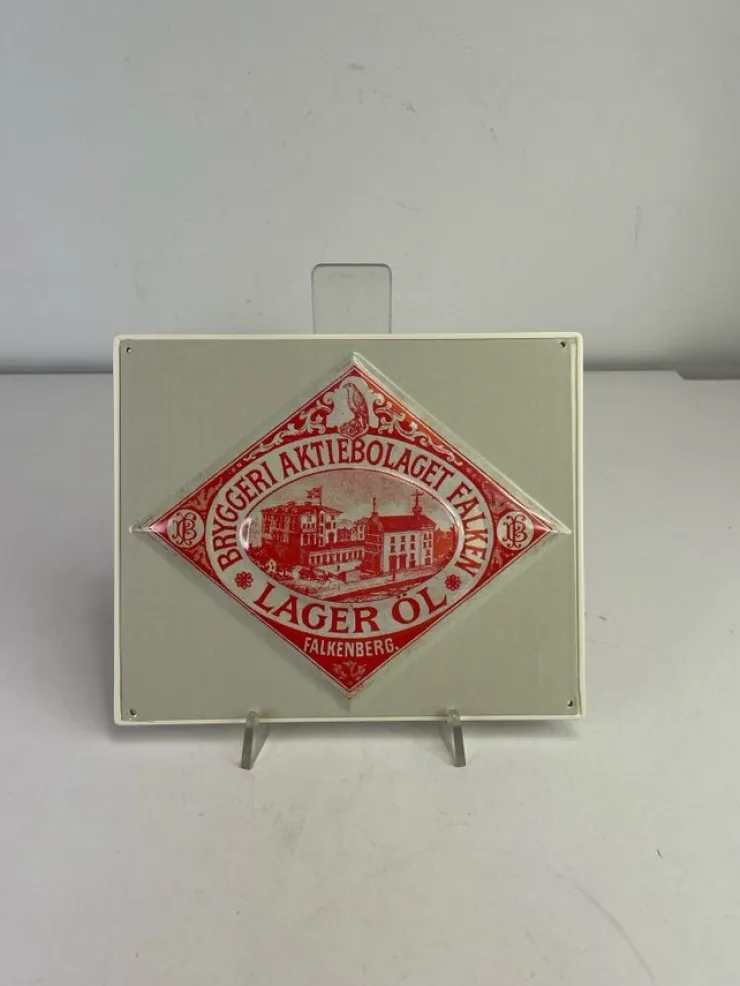 BRYGGERI AKTIEBOLAGET FALKEN
LAGER ÖL
FALKENBERG.